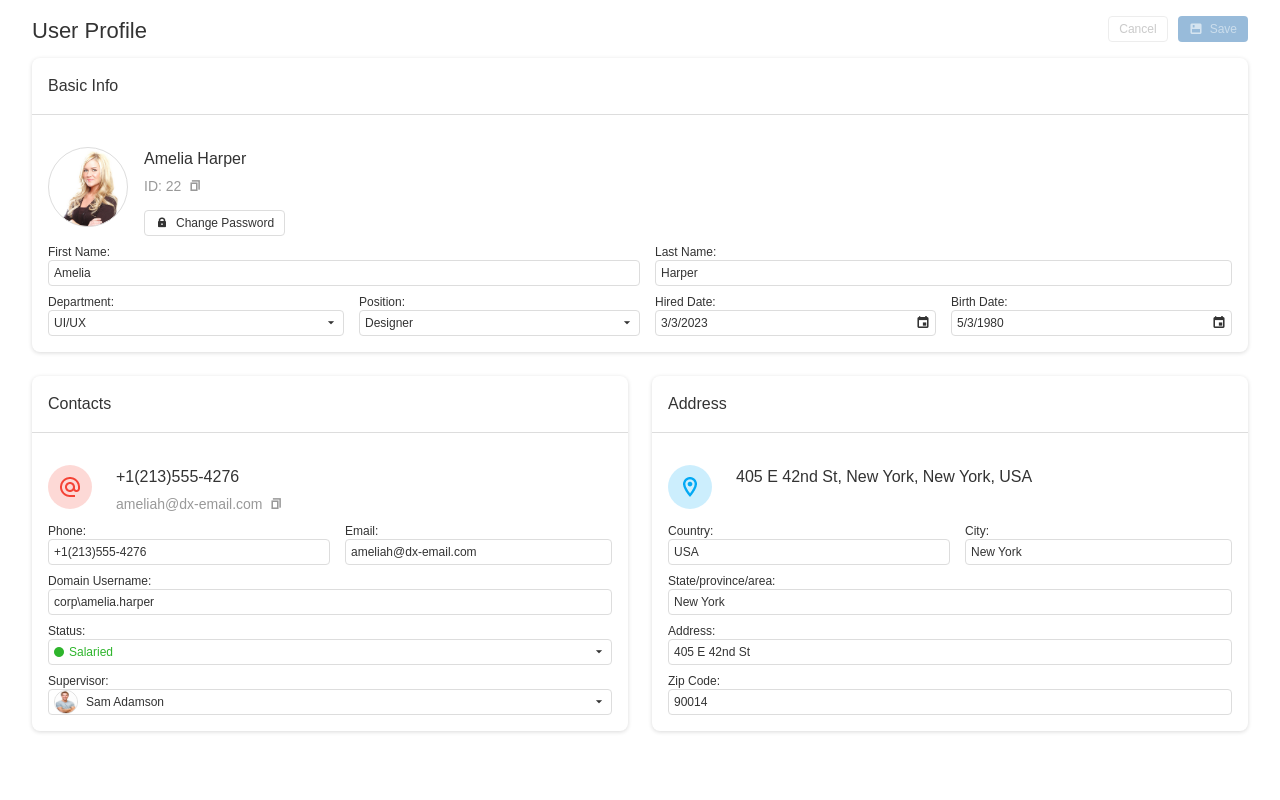 User Profile
Cancel
Save
Basic Info
Amelia Harper
ID: 22
Change Password
First Name:
Last Name:
Amelia
Harper
Department:
Position:
Hired Date:
Birth Date:
UI/UX
Designer
3/3/2023
5/3/1980
Contacts
+1(213)555-4276
ameliah@dx-email.com
Phone:
Email:
+1(213)555-4276
ameliah@dx-email.com
Domain Username:
corp\amelia.harper
Status:
Salaried
Supervisor:
Sam Adamson
Address
405 E 42nd St, New York, New York, USA
Country:
City:
USA
New York
State/province/area:
New York
Address:
405 E 42nd St
Zip Code:
90014